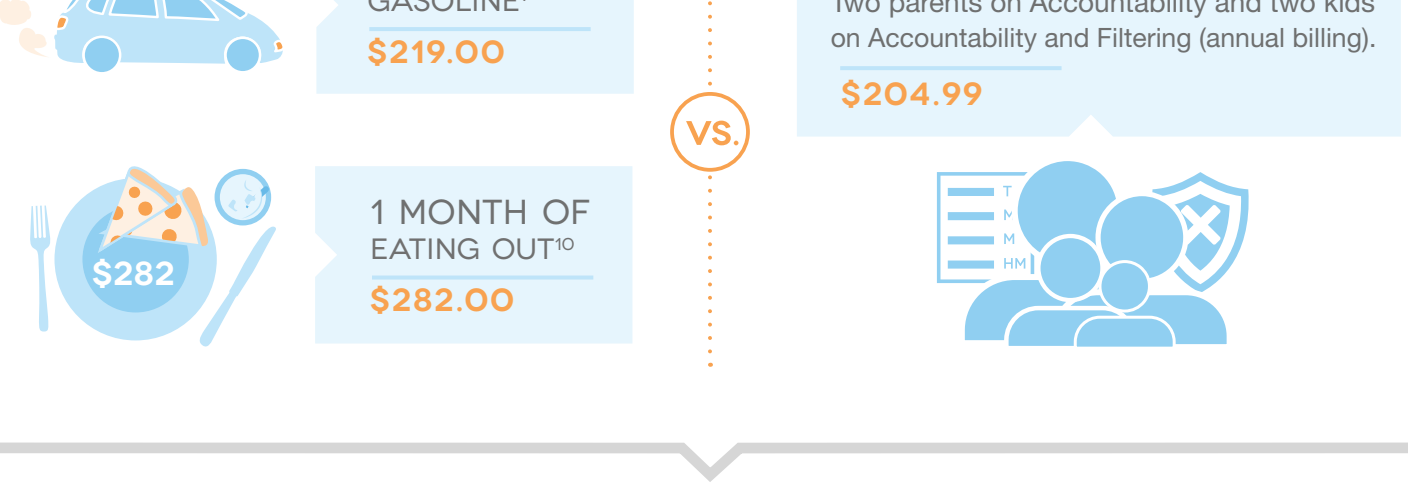 GASOLINE
$219.00
$282
1 MONTH OF
EATING OUT¹⁰
$282.00
VS.
Two parents on Accountability and two kids
on Accountability and Filtering (annual billing).
$204.99
T
M
M
HM